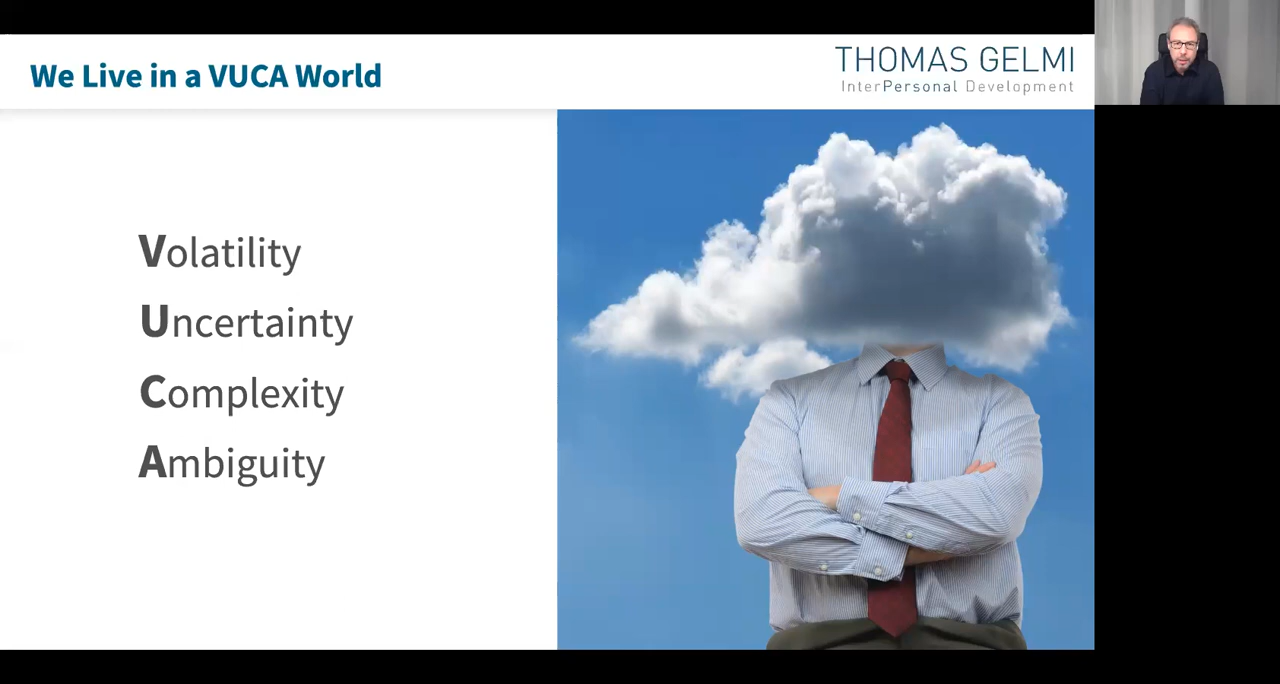 We Live in a VUCA World
THOMAS GELMI
InterPersonal Development
Volatility
Uncertainty
Complexity
Ambiguity